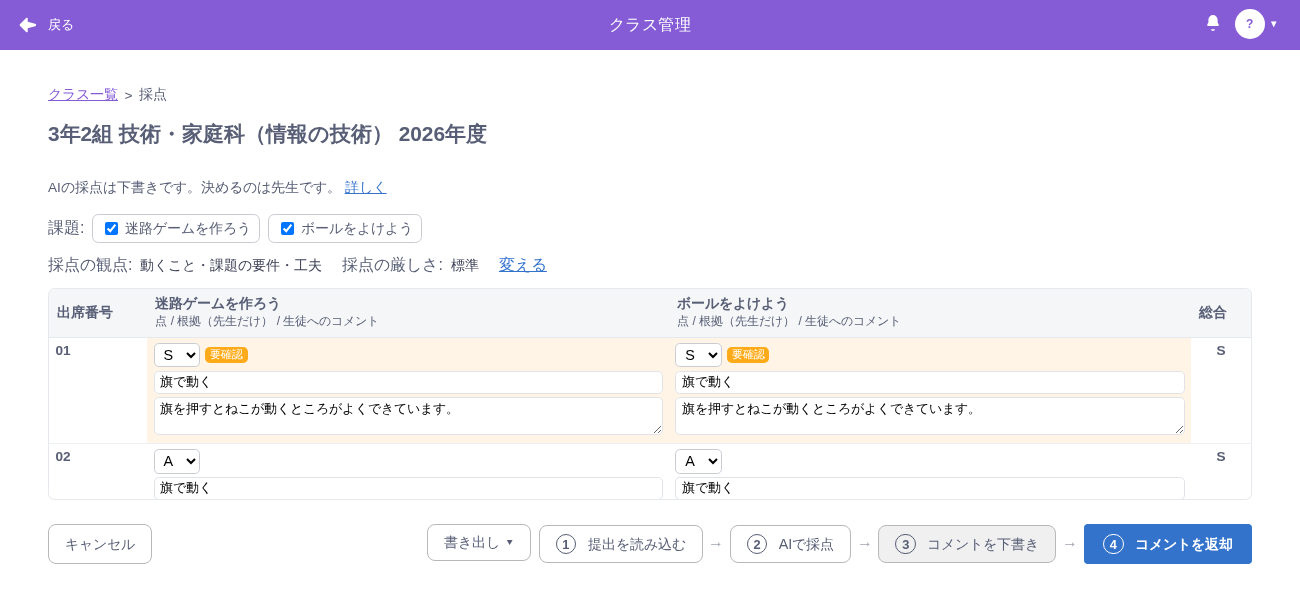 戻る
クラス管理
?
クラス一覧 > 採点
3年2組 技術・家庭科（情報の技術） 2026年度
AIの採点は下書きです。決めるのは先生です。 詳しく
課題: 迷路ゲームを作ろう ボールをよけよう
採点の観点: 動くこと・課題の要件・工夫 採点の厳しさ: 標準 変える
出席番号 迷路ゲームを作ろう ボールをよけよう 総合
点 / 根拠（先生だけ） / 生徒へのコメント 点 / 根拠（先生だけ） / 生徒へのコメント
01 S 要確認 S 要確認 S
旗で動く 旗で動く
旗を押すとねこが動くところがよくできています。 旗を押すとねこが動くところがよくできています。
02 A A S
旗で動く 旗で動く
キャンセル 書き出し ▼ 1 提出を読み込む → 2 AIで採点 → 3 コメントを下書き → 4 コメントを返却